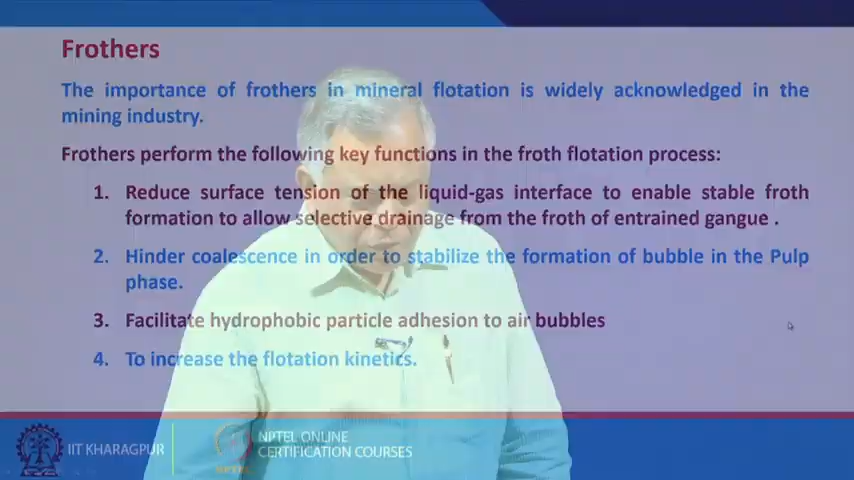 Frothers
The importance of frothers in mineral flotation is widely acknowledged in the
mining industry.
Frothers perform the following key functions in the froth flotation process:
1. Reduce surface tension of the liquid-gas interface to enable stable froth
formation to allow selective drainage from the froth of entrained gangue .
2. Hinder coalescence in order to stabilize the formation of bubble in the Pulp
phase.
3. Facilitate hydrophobic particle adhesion to air bubbles
4. To increase the flotation kinetics.
IIT KHARAGPUR
NPTEL
NPTEL ONLINE
CERTIFICATION COURSES